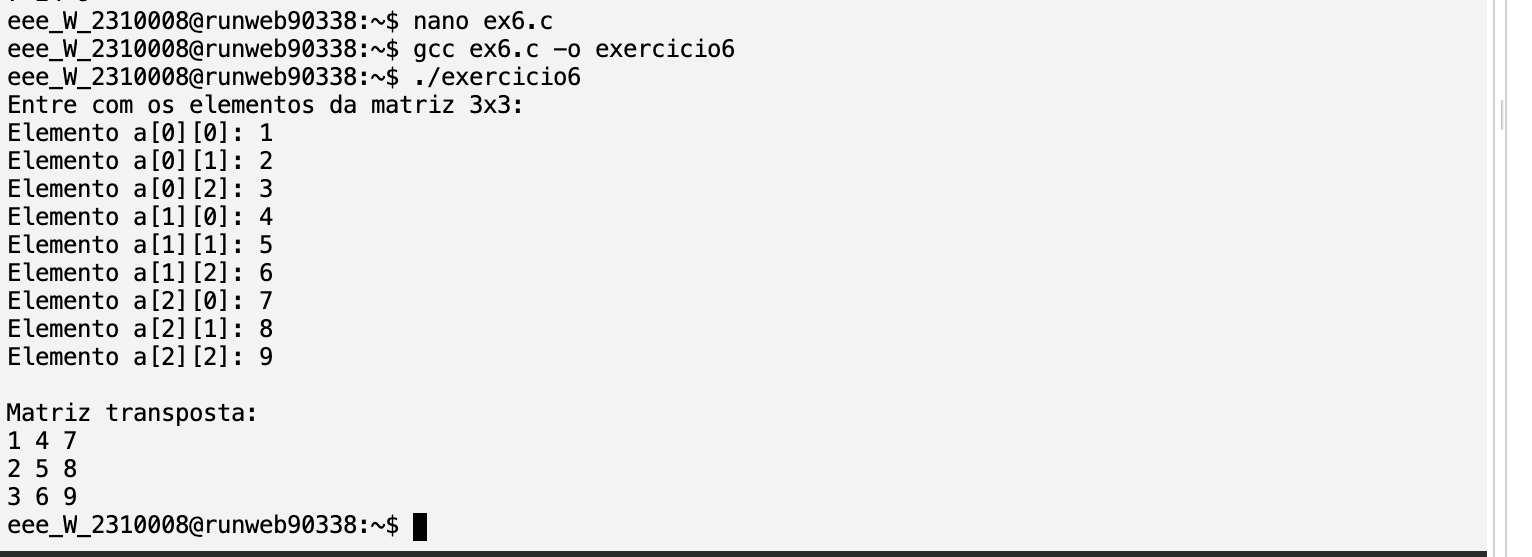 eee_W_2310008@runweb90338:~$ nano ex6.c
eee_W_2310008@runweb90338:~$ gcc ex6.c -o exercicio6
eee_W_2310008@runweb90338:~$ ./exercicio6
Entre com os elementos da matriz 3x3:
Elemento a[0][0]: 1
Elemento a[0][1]: 2
Elemento a[0][2]: 3
Elemento a[1][0]: 4
Elemento a[1][1]: 5
Elemento a[1][2]: 6
Elemento a[2][0]: 7
Elemento a[2][1]: 8
Elemento a[2][2]: 9
Matriz transposta:
1 4 7
2 5 8
3 6 9
eee_W_2310008@runweb90338:~$